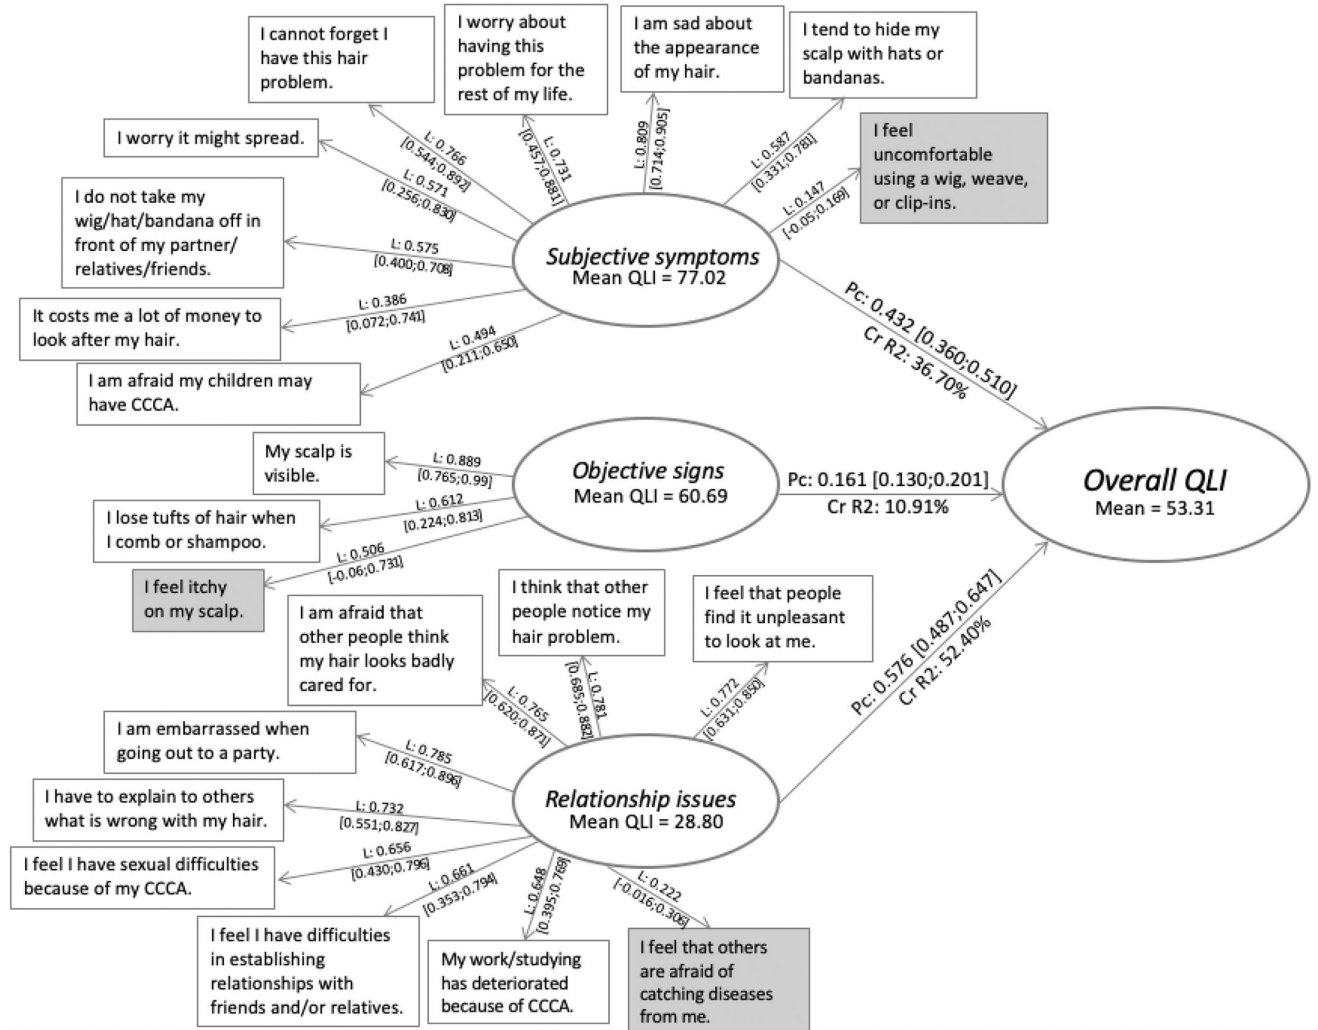 I cannot forget I
have this hair
problem.
I worry about
having this
problem for the
rest of my life.
I am sad about
the appearance
of my hair.
I tend to hide my
scalp with hats or
bandanas.
I feel
uncomfortable
using a wig, weave,
or clip-ins.
I worry it might spread.
I do not take my
wig/hat/bandana off in
front of my partner/
relatives/friends.
It costs me a lot of money to
look after my hair.
I am afraid my children may
have CCCA.
L: 0.766
[0.544;0.892]
L: 0.731
[0.457;0.881]
L: 0.809
[0.714;0.905]
L: 0.587
[0.331;0.781]
L: 0.147
[-0.05;0.169]
L: 0.571
[0.256;0.830]
L: 0.575
[0.400;0.708]
L: 0.386
[0.072;0.741]
L: 0.494
[0.211;0.650]
Subjective symptoms
Mean QLI = 77.02
Pc: 0.432 [0.360;0.510]
Cr R2: 36.70%
My scalp is
visible.
I lose tufts of hair when
I comb or shampoo.
I feel itchy
on my scalp.
L: 0.889
[0.765;0.99]
L: 0.612
[0.224;0.813]
L: 0.506
[-0.06;0.731]
Objective signs
Mean QLI = 60.69
Pc: 0.161 [0.130;0.201]
Cr R2: 10.91%
Overall QLI
Mean = 53.31
I am afraid that
other people think
my hair looks badly
cared for.
I think that other
people notice my
hair problem.
I feel that people
find it unpleasant
to look at me.
I am embarrassed when
going out to a party.
I have to explain to others
what is wrong with my hair.
I feel I have sexual difficulties
because of my CCCA.
I feel I have difficulties
in establishing
relationships with
friends and/or relatives.
My work/studying
has deteriorated
because of CCCA.
I feel that others
are afraid of
catching diseases
from me.
L: 0.765
[0.620;0.871]
L: 0.781
[0.685;0.882]
L: 0.772
[0.631;0.850]
L: 0.785
[0.617;0.896]
L: 0.732
[0.551;0.827]
L: 0.656
[0.430;0.796]
L: 0.661
[0.353;0.794]
L: 0.648
[0.395;0.769]
L: 0.222
[-0.016;0.306]
Relationship issues
Mean QLI = 28.80
Pc: 0.576 [0.487;0.647]
Cr R2: 52.40%